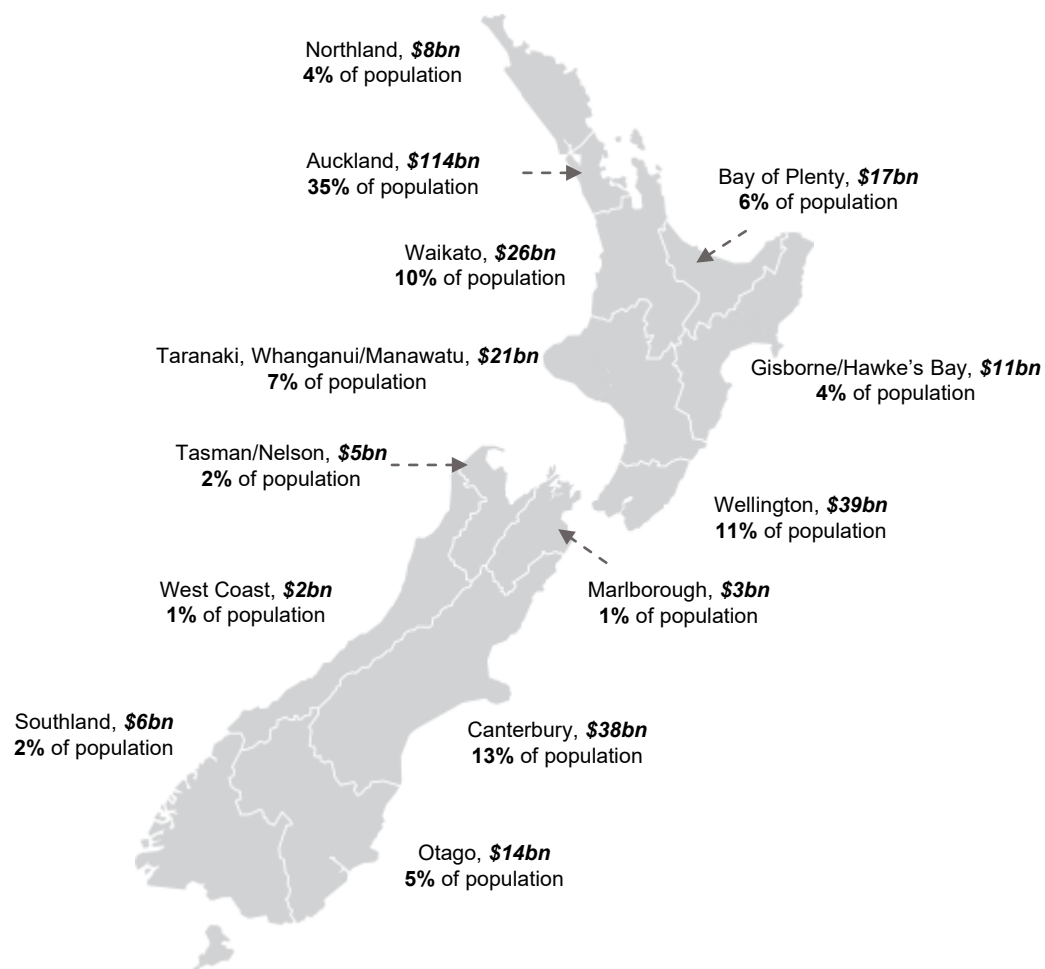 Northland, $8bn
4% of population
Auckland, $114bn
35% of population
Bay of Plenty, $17bn
6% of population
Waikato, $26bn
10% of population
Taranaki, Whanganui/Manawatu, $21bn
7% of population
Gisborne/Hawke’s Bay, $11bn
4% of population
Tasman/Nelson, $5bn
2% of population
Wellington, $39bn
11% of population
West Coast, $2bn
1% of population
Marlborough, $3bn
1% of population
Southland, $6bn
2% of population
Canterbury, $38bn
13% of population
Otago, $14bn
5% of population